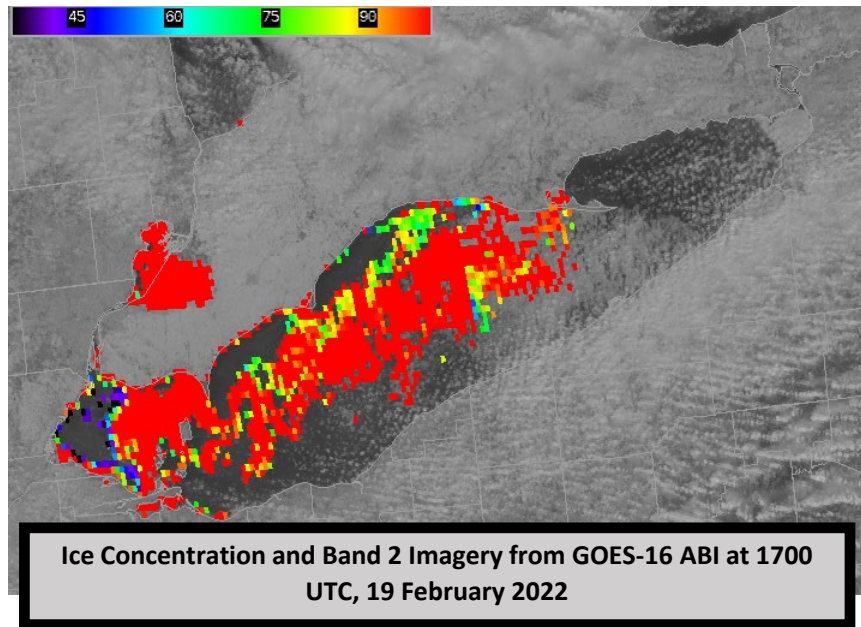 45 60 75 90
Ice Concentration and Band 2 Imagery from GOES-16 ABI at 1700
UTC, 19 February 2022